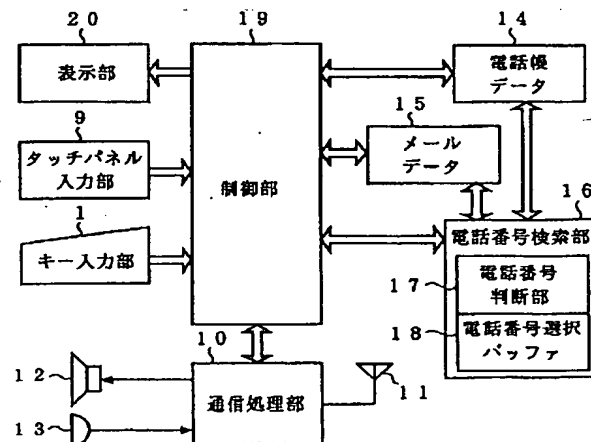 20
19
14
表示部
電話帳
データ
15
9
メール
データ
タッチパネル
入力部
制御部
16
1
電話番号検索部
キー入力部
17
電話番号
判断部
18
電話番号選択
バッファ
10
12
通信処理部
11
13